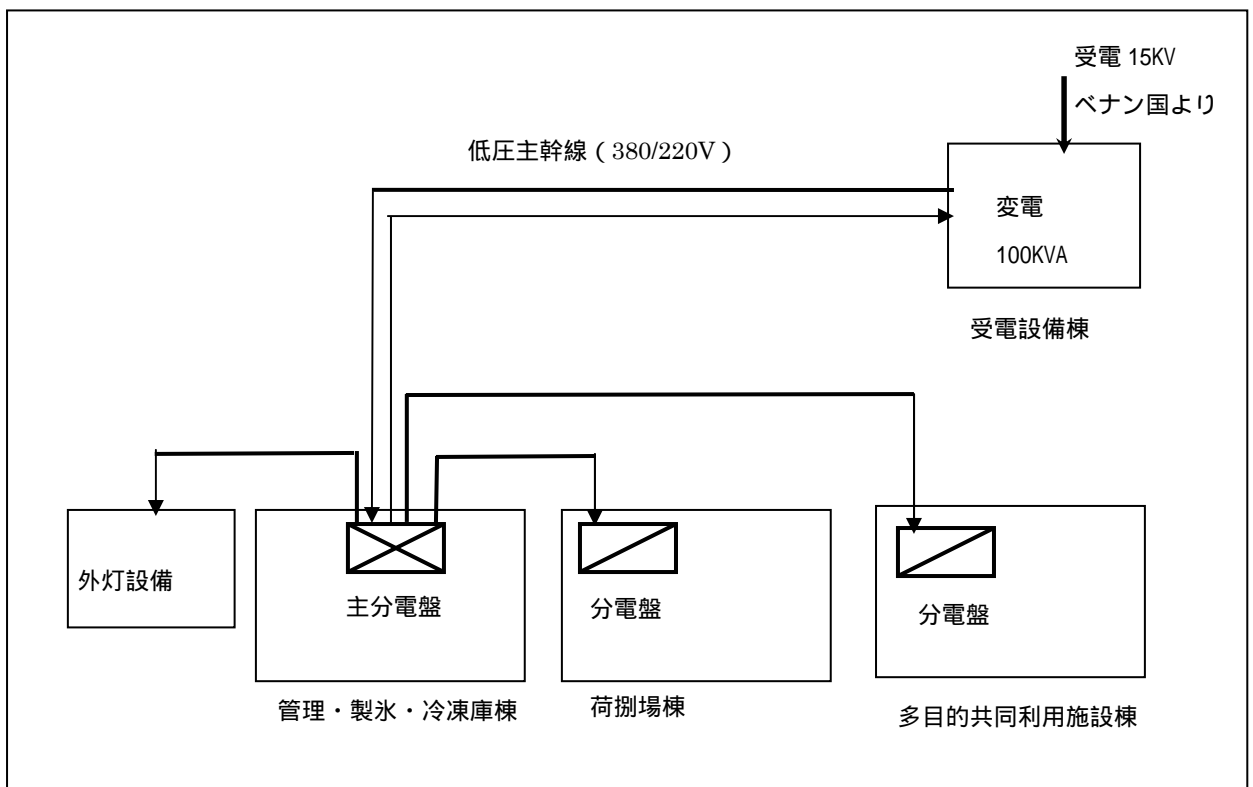 受電 15KV
ベナン国より
低圧主幹線（380/220V）
変電
100KVA
受電設備棟
外灯設備
主分電盤
分電盤
分電盤
管理・製氷・冷凍庫棟
荷捌場棟
多目的共同利用施設棟